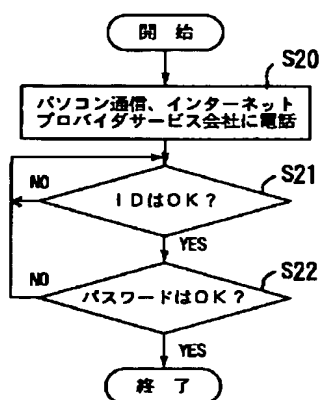 開始
S20
パソコン通信、インターネット
プロバイダサービス会社に電話
S21
NO
IDはOK?
YES
S22
NO
パスワードはOK?
YES
終了